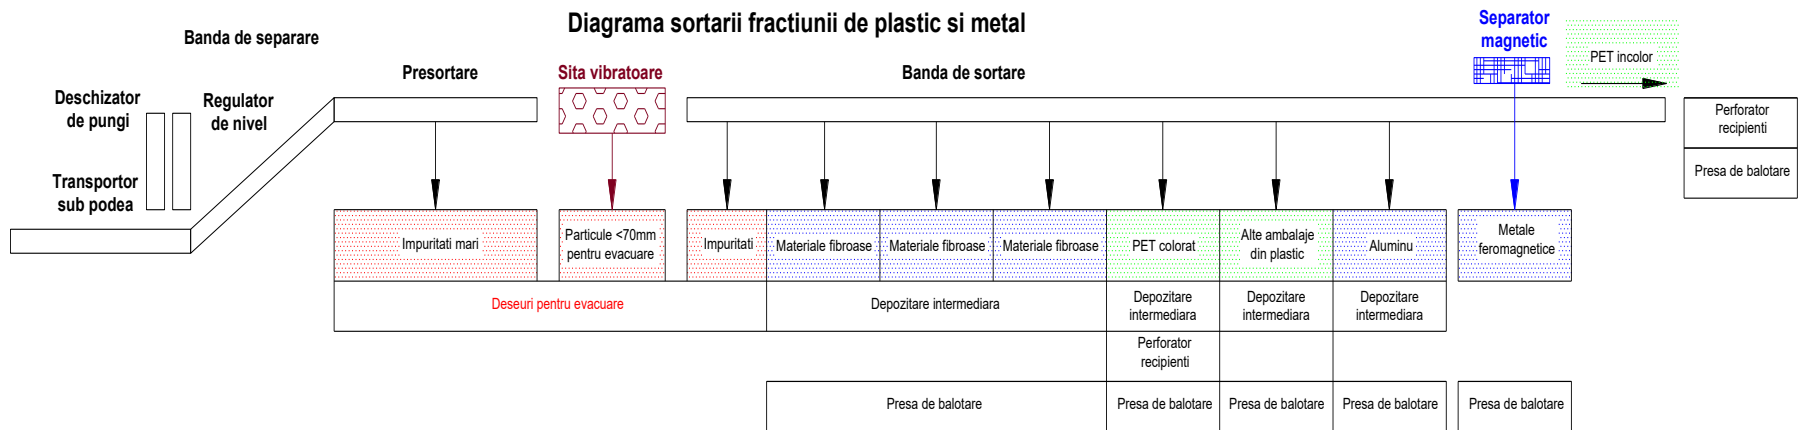 Diagrama sortarii fractiunii de plastic si metal
Banda de separare
Deschizator
de pungi
Regulator
de nivel
Transportor
sub podea
Presortare
Sita vibratoare
Banda de sortare
Separator
magnetic
PET incolor
Perforator
recipienti
Presa de balotare
Impuritati mari
Particule <70mm
pentru evacuare
Impuritati
Materiale fibroase
Materiale fibroase
Materiale fibroase
PET colorat
Alte ambalaje
din plastic
Aluminu
Metale
feromagnetice
Deseuri pentru evacuare
Depozitare intermediara
Depozitare
intermediara
Depozitare
intermediara
Depozitare
intermediara
Perforator
recipienti
Presa de balotare
Presa de balotare
Presa de balotare
Presa de balotare
Presa de balotare